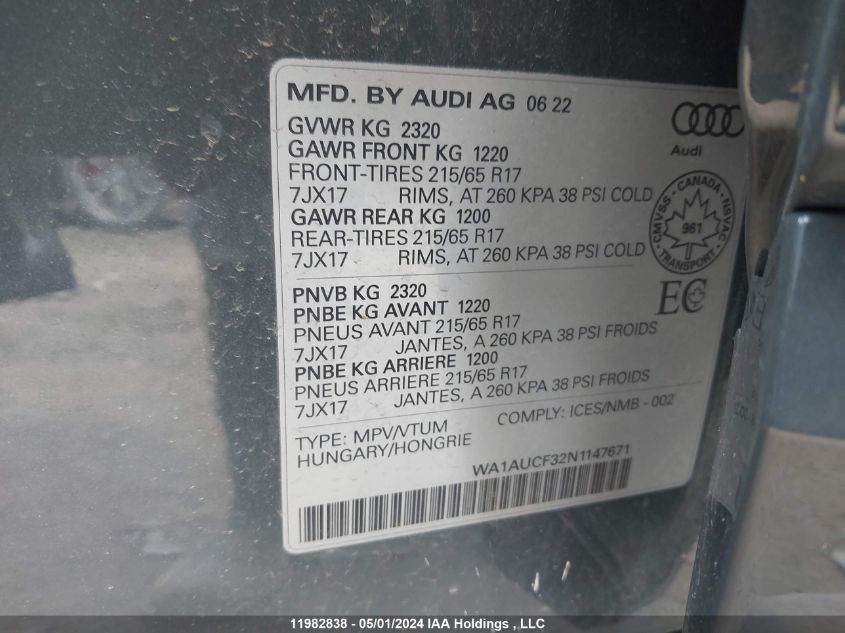 MFD. BY AUDI AG 06 22
GVWR KG 2320
GAWR FRONT KG 1220
FRONT-TIRES 215/65 R17
7JX17 RIMS, AT 260 KPA 38 PSI COLD
GAWR REAR KG 1200
REAR-TIRES 215/65 R17
7JX17 RIMS, AT 260 KPA 38 PSI COLD
Audi
CMVSS - CANADA - NSVAC
961
TRANSPORT
PNVB KG 2320
PNBE KG AVANT 1220
PNEUS AVANT 215/65 R17
7JX17 JANTES, A 260 KPA 38 PSI FROIDS
PNBE KG ARRIERE 1200
PNEUS ARRIERE 215/65 R17
7JX17 JANTES, A 260 KPA 38 PSI FROIDS
EC
TYPE: MPV/VTUM COMPLY: ICES/NMB - 002
HUNGARY/HONGRIE
WA1AUCF32N1147671
11982838 - 05/01/2024 IAA Holdings , LLC